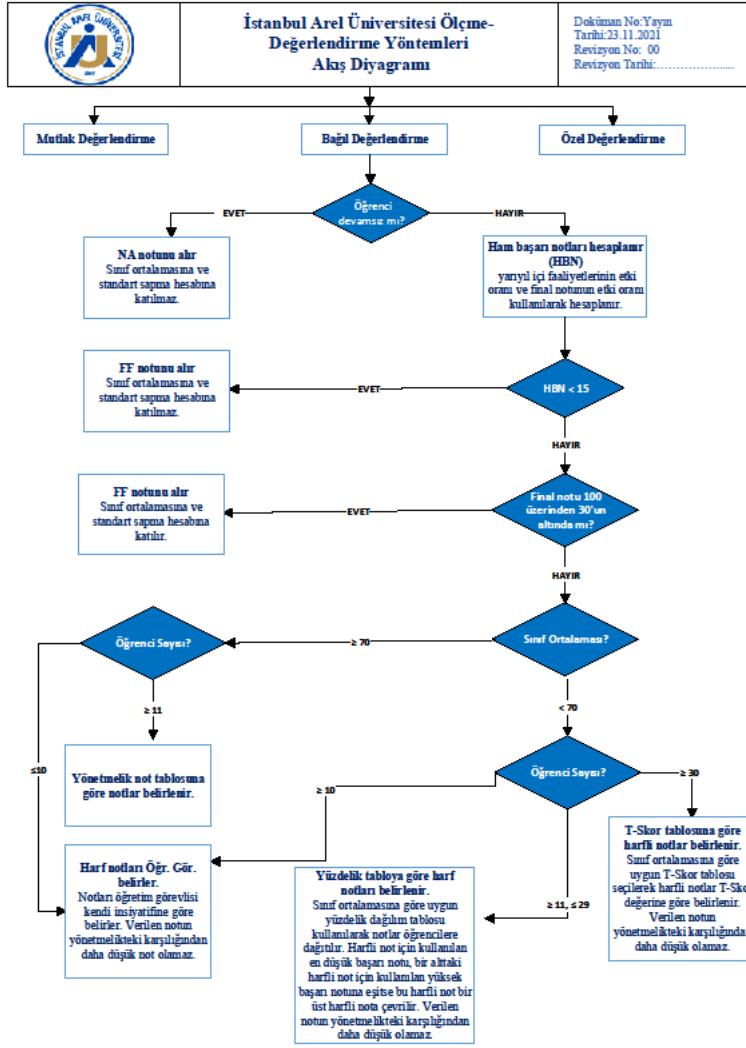 İSTANBUL AREL ÜNİVERSİTESİ
İstanbul Arel Üniversitesi Ölçme-
Değerlendirme Yöntemleri
Akış Diyagramı
Doküman No:Yayın
Tarihi:23.11.2021
Revizyon No: 00
Revizyon Tarihi:......................
Mutlak Değerlendirme
Bağıl Değerlendirme
Özel Değerlendirme
Öğrenci
devamsız mı?
EVET
HAYIR
NA notunu alır
Sınıf ortalamasına ve
standart sapma hesabına
katılmaz.
Ham başarı notları hesaplanır
(HBN)
yarıyıl içi faaliyetlerinin etki
oranı ve final notunun etki oranı
kullanılarak hesaplanır.
FF notunu alır
Sınıf ortalamasına ve
standart sapma hesabına
katılmaz.
EVET
HBN < 15
HAYIR
FF notunu alır
Sınıf ortalamasına ve
standart sapma hesabına
katılır.
EVET
Final notu 100
üzerinden 30'un
altında mı?
HAYIR
Öğrenci Sayısı?
≥ 70
Sınıf Ortalaması?
≥ 11
< 70
≤10
Yönetmelik not tablosuna
göre notlar belirlenir.
≥ 10
Öğrenci Sayısı?
≥ 30
Harf notları Öğr. Gör.
belirler.
Notları öğretim görevlisi
kendi insiyatifine göre
belirler. Verilen notun
yönetmelikteki karşılığından
daha düşük not olamaz.
Yüzdelik tabloya göre harf
notları belirlenir.
Sınıf ortalamasına göre uygun
yüzdelik dağılım tablosu
kullanılarak notlar öğrencilere
dağıtılır. Harfli not için kullanılan
en düşük başarı notu, bir alttaki
harfli not için kullanılan yüksek
başarı notuna eşitse bu harfli not bir
üst harfli nota çevrilir. Verilen
notun yönetmelikteki karşılığından
daha düşük olamaz.
≥ 11, ≤ 29
T-Skor tablosuna göre
harfli notlar belirlenir.
Sınıf ortalamasına göre
uygun T-Skor tablosu
seçilerek harfli notlar T-Sko
değerine göre belirlenir.
Verilen notun
yönetmelikteki karşılığından
daha düşük olamaz.